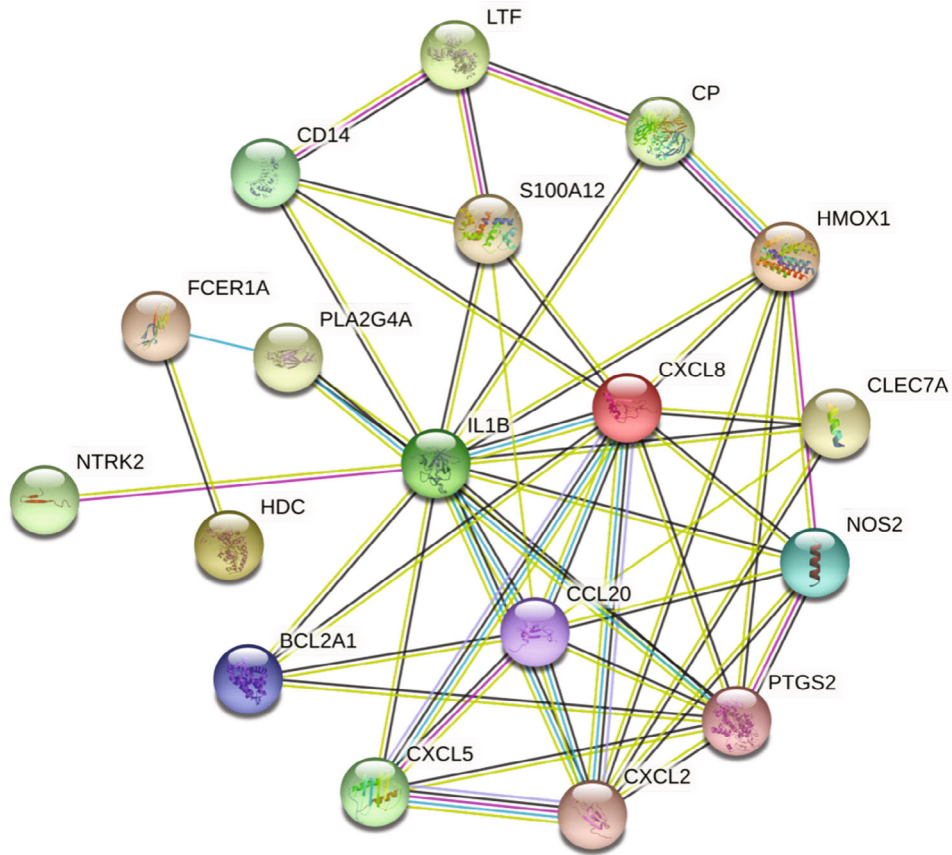 LTF
CP
CD14
S100A12
HMOX1
FCER1A
PLA2G4A
CXCL8
CLEC7A
IL1B
NTRK2
HDC
NOS2
CCL20
BCL2A1
PTGS2
CXCL5
CXCL2